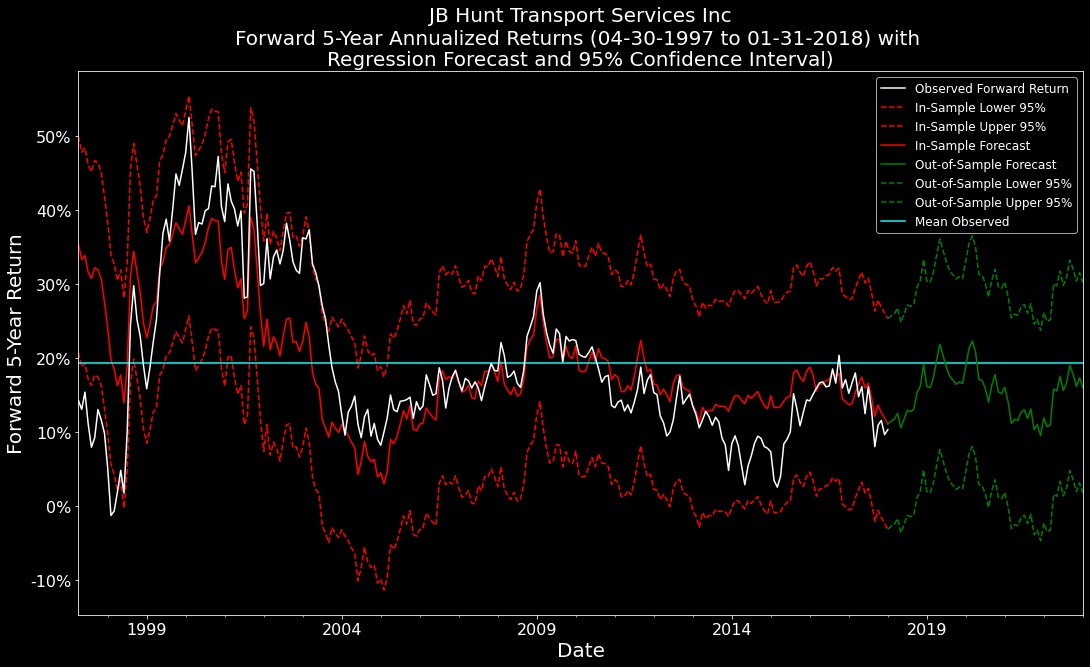 JB Hunt Transport Services Inc
Forward 5-Year Annualized Returns (04-30-1997 to 01-31-2018) with
Regression Forecast and 95% Confidence Interval)
Observed Forward Return
In-Sample Lower 95%
In-Sample Upper 95%
In-Sample Forecast
Out-of-Sample Forecast
Out-of-Sample Lower 95%
Out-of-Sample Upper 95%
Mean Observed
Forward 5-Year Return
50%
40%
30%
20%
10%
0%
-10%
1999 2004 2009 2014 2019
Date